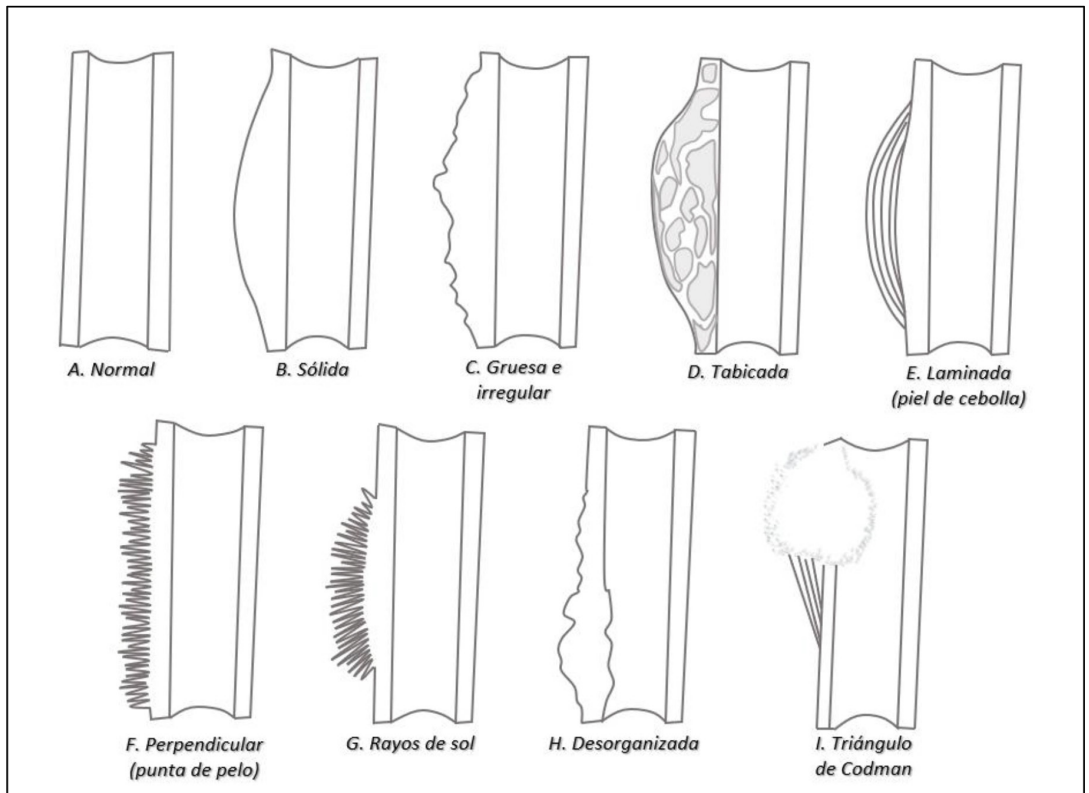 A. Normal
B. Sólida
C. Gruesa e
irregular
D. Tabicada
E. Laminada
(piel de cebolla)
F. Perpendicular
(punta de pelo)
G. Rayos de sol
H. Desorganizada
I. Triángulo
de Codman